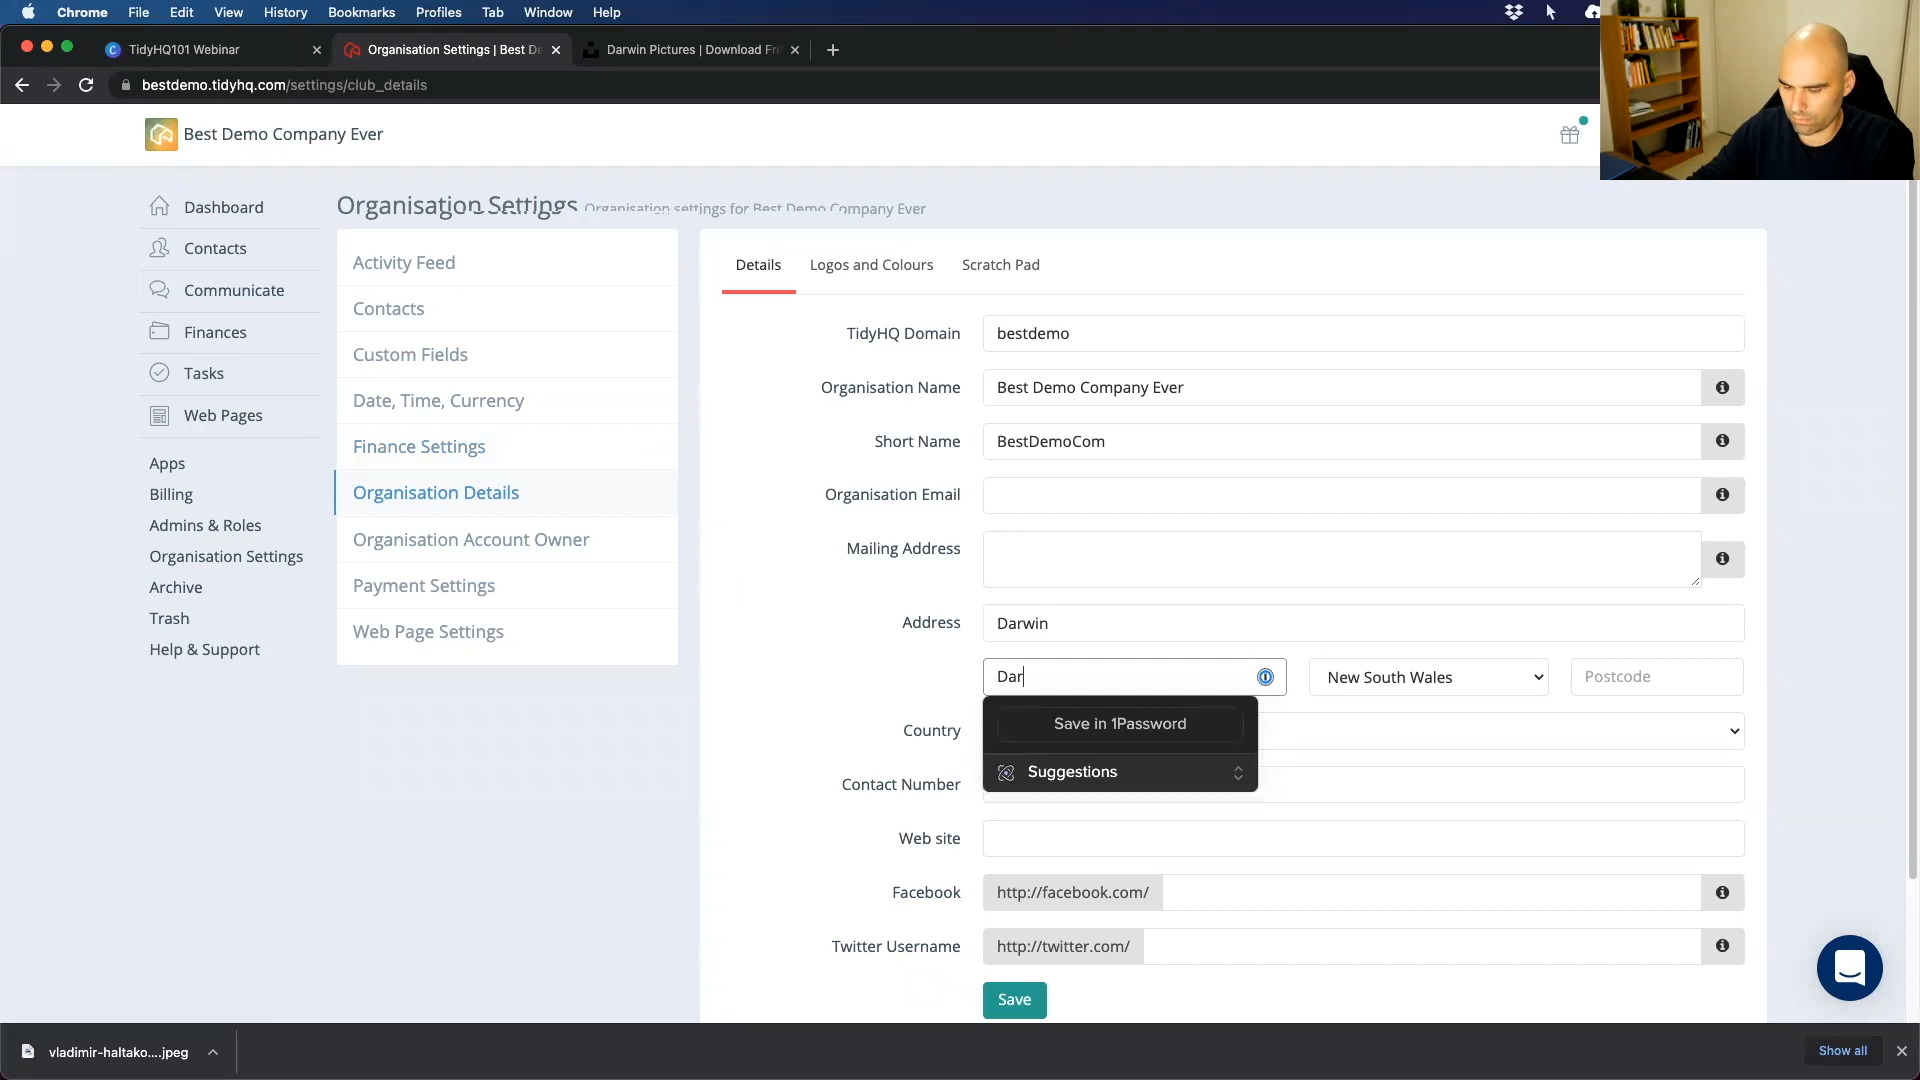 Chrome File Edit View History Bookmarks Profiles Tab Window Help
TidyHQ101 Webinar
Organisation Settings | Best De
Darwin Pictures | Download Fre
bestdemo.tidyhq.com/settings/club_details
Best Demo Company Ever
Dashboard
Contacts
Communicate
Finances
Tasks
Web Pages
Apps
Billing
Admins & Roles
Organisation Settings
Archive
Trash
Help & Support
Organisation Settings Organisation settings for Best Demo Company Ever
Activity Feed
Contacts
Custom Fields
Date, Time, Currency
Finance Settings
Organisation Details
Organisation Account Owner
Payment Settings
Web Page Settings
Details Logos and Colours Scratch Pad
TidyHQ Domain bestdemo
Organisation Name Best Demo Company Ever
Short Name BestDemoCom
Organisation Email
Mailing Address
Address Darwin
Dar New South Wales Postcode
Save in 1Password
Country
Suggestions
Contact Number
Web site
Facebook http://facebook.com/
Twitter Username http://twitter.com/
Save
vladimir-haltako....jpeg
Show all